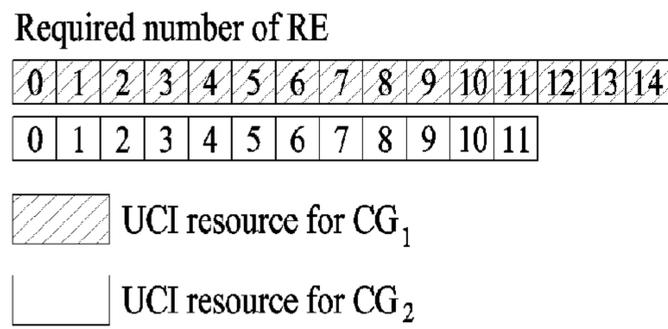 Required number of RE
0 1 2 3 4 5 6 7 8 9 10 11 12 13 14
0 1 2 3 4 5 6 7 8 9 10 11
UCI resource for CG₁
UCI resource for CG₂